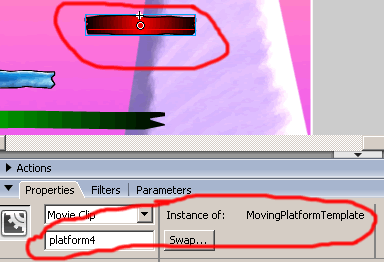 Actions
Properties Filters Parameters
Movie Clip Instance of: MovingPlatformTemplate
platform4 Swap...